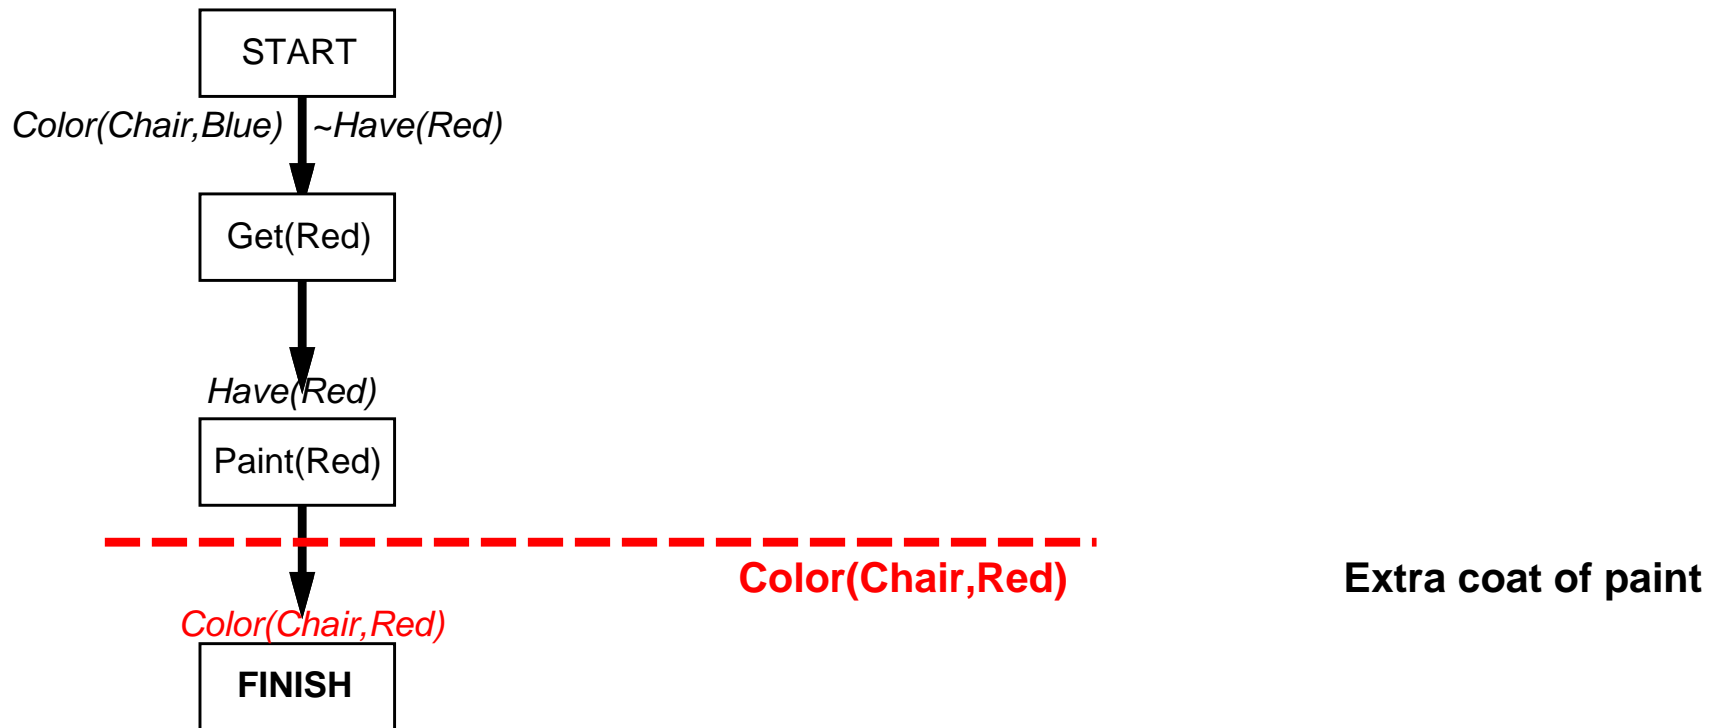 START
Color(Chair,Blue) ~Have(Red)
Get(Red)
Have(Red)
Paint(Red)
Color(Chair,Red) Extra coat of paint
Color(Chair,Red)
FINISH